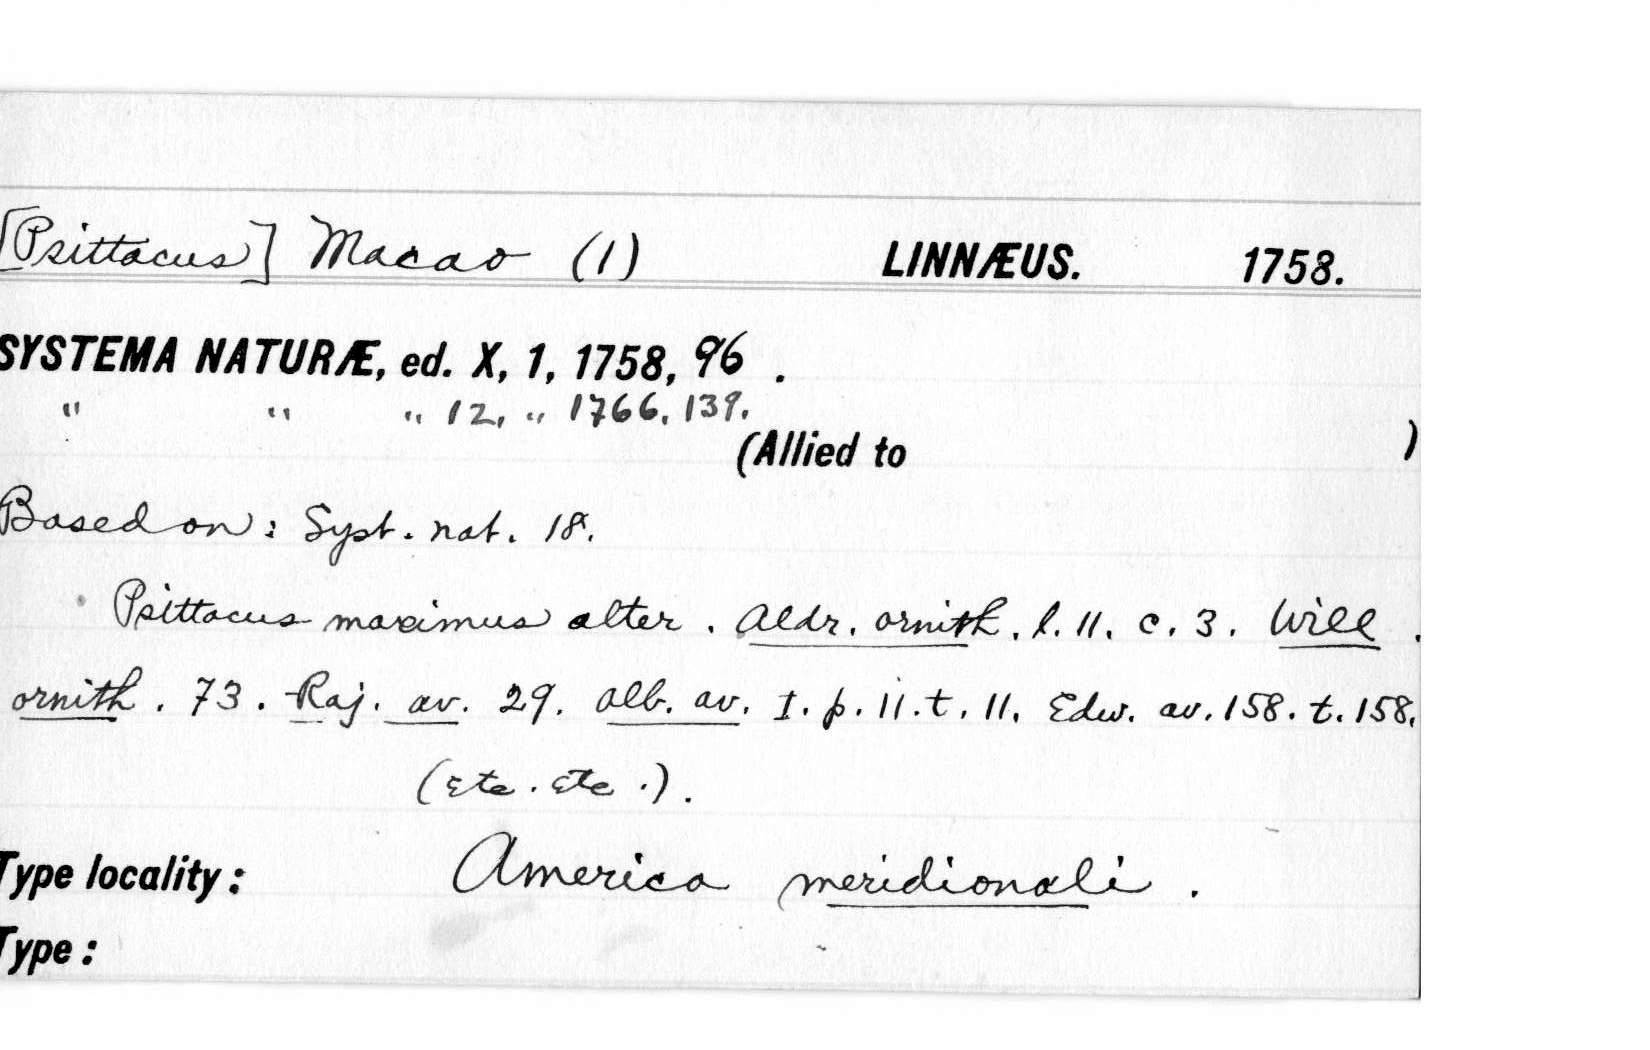 [Psittacus] Macao (1) LINNÆUS. 1758.
SYSTEMA NATURÆ, ed. X, 1, 1758, 96 .
" " " 12, " 1766, 139.
(Allied to )
Based on: Syst. nat. 18.
Psittacus maximus alter. Aldr. ornith. l. 11. c. 3. Will.
ornith. 73. Raj. av. 29. alb. av. I. p. 11. t. 11. Edw. av. 158. t. 158.
(Etc. Etc.).
Type locality: America meridionali.
Type: